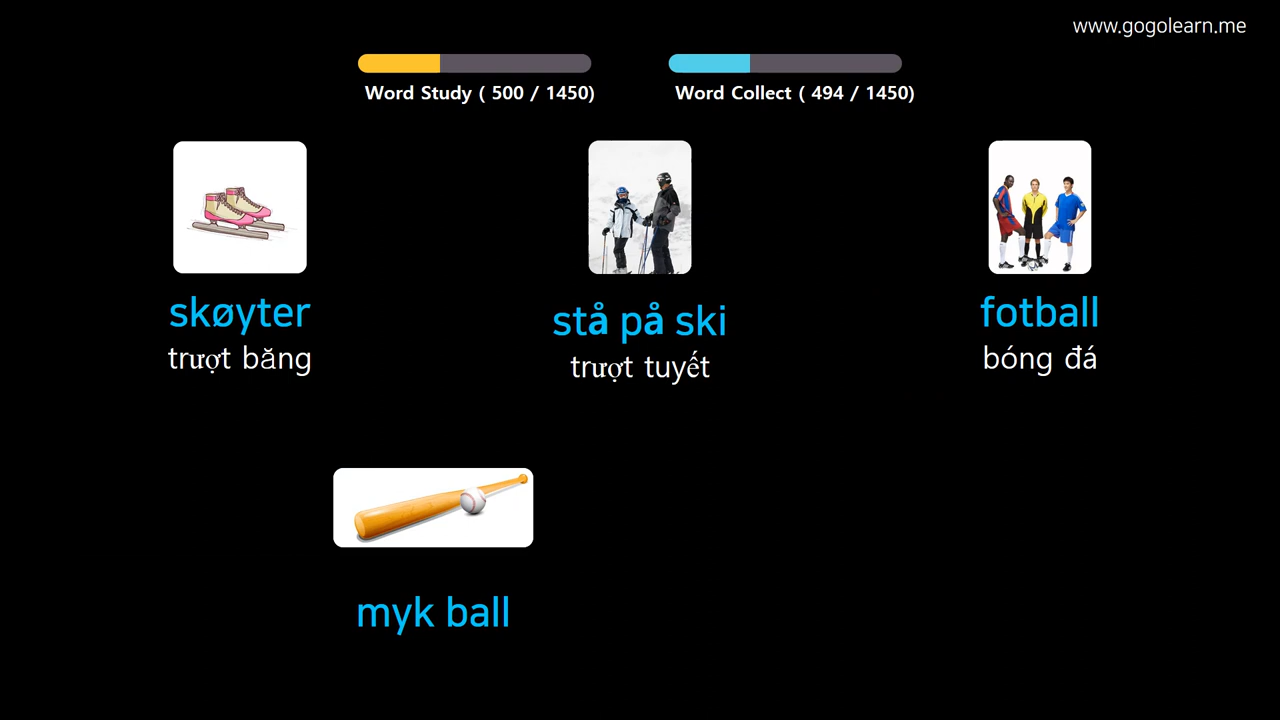 www.gogolearn.me
Word Study ( 500 / 1450)
Word Collect ( 494 / 1450)
skøyter
trượt băng
stå på ski
trượt tuyết
fotball
bóng đá
myk ball